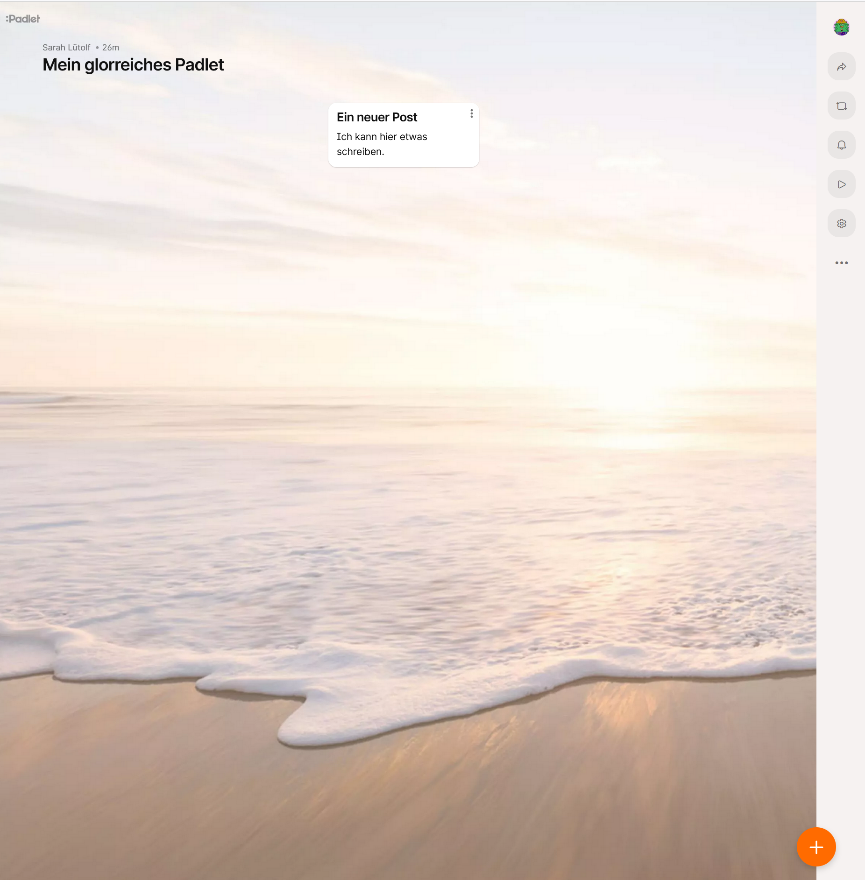 :Padlet
Sarah Lütolf • 26m
Mein glorreiches Padlet
Ein neuer Post
Ich kann hier etwas
schreiben.